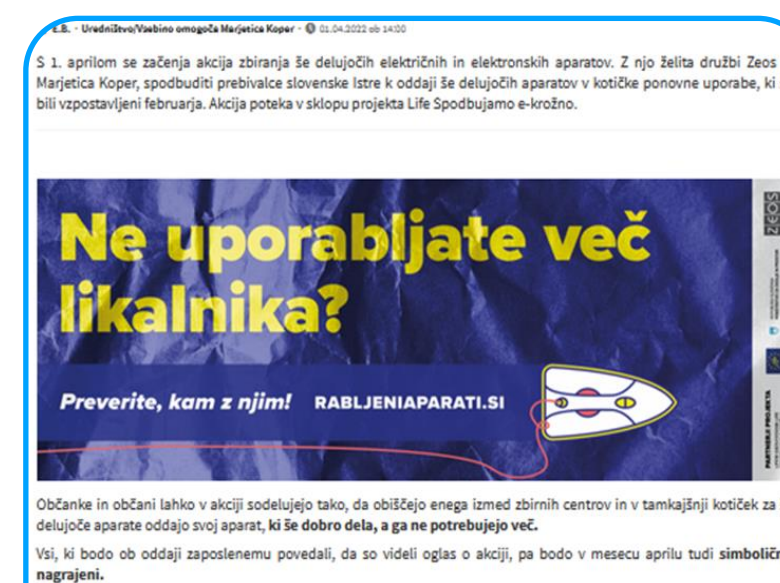 E.B. - Uredništvo/Vsebino omogoča Marjetica Koper - 01.04.2022 ob 14:00
S 1. aprilom se začenja akcija zbiranja še delujočih električnih in elektronskih aparatov. Z njo želita družbi Zeos
Marjetica Koper, spodbuditi prebivalce slovenske Istre k oddaji še delujočih aparatov v kotičke ponovne uporabe, ki
bili vzpostavljeni februarja. Akcija poteka v sklopu projekta Life Spodbujamo e-krožno.
Ne uporabljate več
likalnika?
Preverite, kam z njim! RABLJENIAPARATI.SI
ZEOS
PARTNERJI PROJEKTA
Občanke in občani lahko v akciji sodelujejo tako, da obiščejo enega izmed zbirnih centrov in v tamkajšnji kotiček za
delujoče aparate oddajo svoj aparat, ki še dobro dela, a ga ne potrebujejo več.
Vsi, ki bodo ob oddaji zaposlenemu povedali, da so videli oglas o akciji, pa bodo v mesecu aprilu tudi simboličn
nagrajeni.